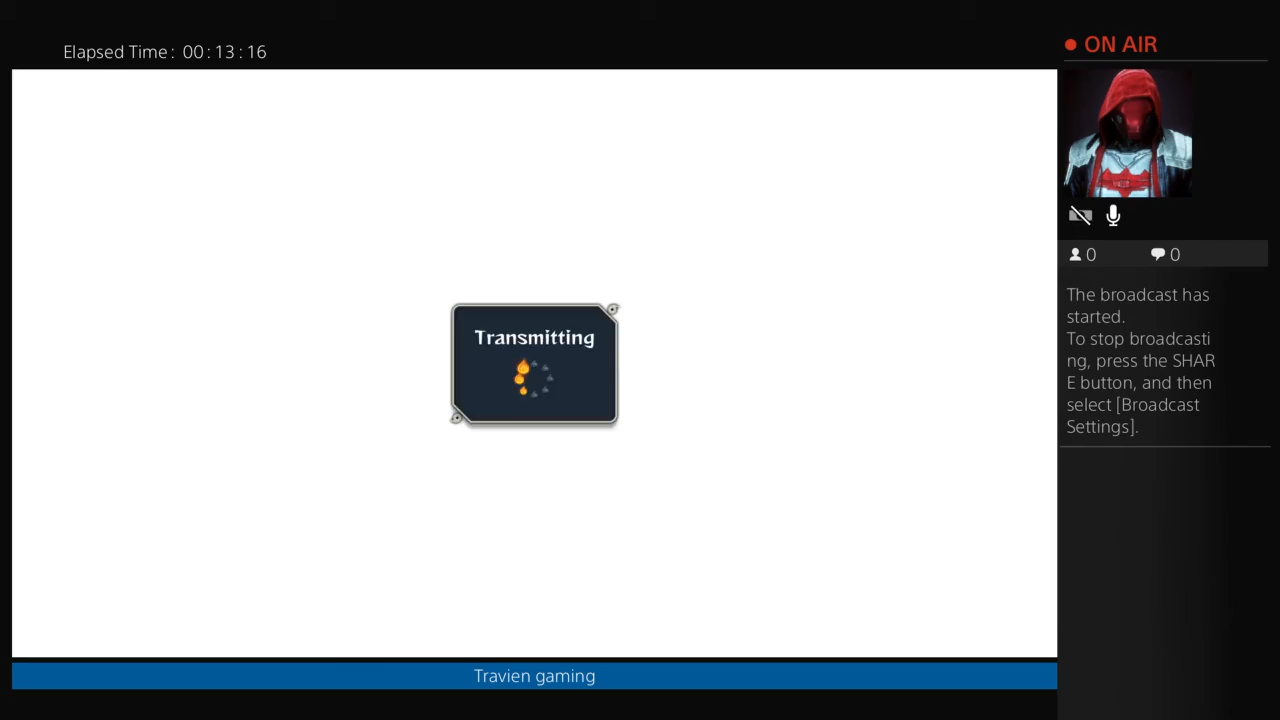 Elapsed Time: 00:13:16
ON AIR
0 0
The broadcast has
started.
To stop broadcasti
ng, press the SHAR
E button, and then
select [Broadcast
Settings].
Transmitting
Travien gaming